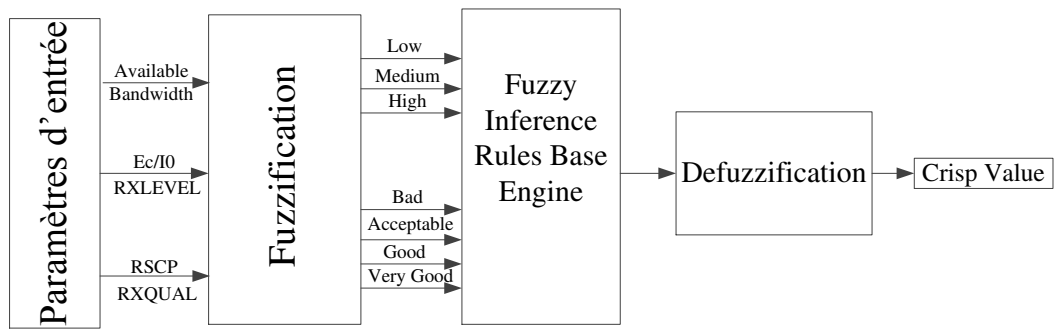 Paramètres d'entrée
Available
Bandwidth
Ec/I0
RXLEVEL
RSCP
RXQUAL
Fuzzification
Low
Medium
High
Bad
Acceptable
Good
Very Good
Fuzzy
Inference
Rules Base
Engine
Defuzzification
Crisp Value